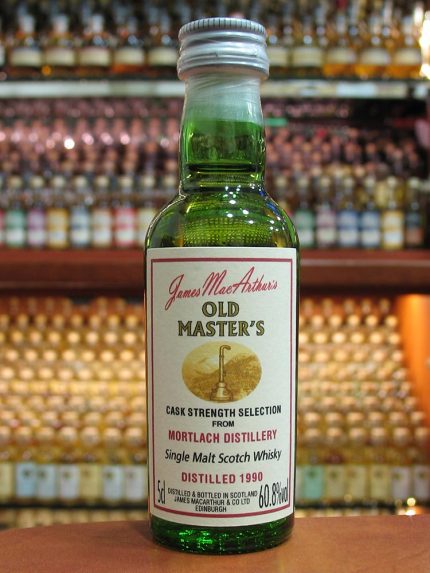 James MacArthur's
OLD
MASTER'S
CASK STRENGTH SELECTION
FROM
MORTLACH DISTILLERY
Single Malt Scotch Whisky
DISTILLED 1990
5cl DISTILLED & BOTTLED IN SCOTLAND 60.8%vol
JAMES MACARTHUR & CO LTD
EDINBURGH